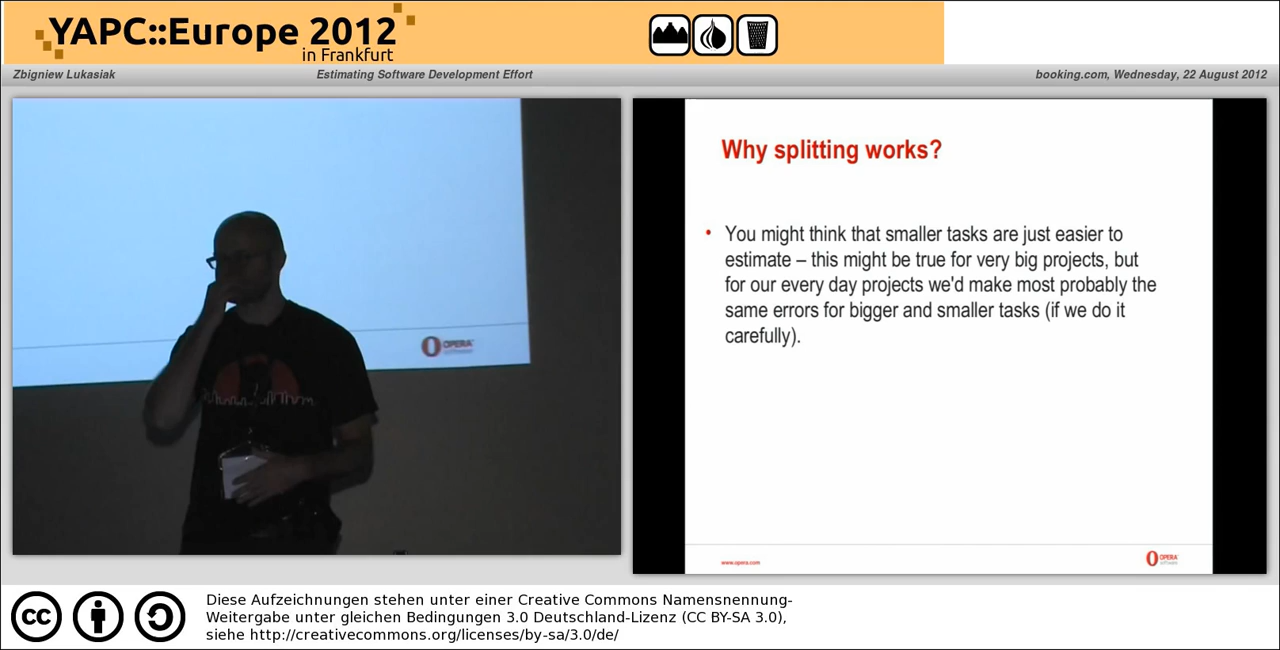 YAPC::Europe 2012
in Frankfurt
Zbigniew Lukasiak
Estimating Software Development Effort
booking.com, Wednesday, 22 August 2012
OPERA
software
Why splitting works?
• You might think that smaller tasks are just easier to
estimate – this might be true for very big projects, but
for our every day projects we'd make most probably the
same errors for bigger and smaller tasks (if we do it
carefully).
www.opera.com
OPERA
software
cc
Diese Aufzeichnungen stehen unter einer Creative Commons Namensnennung-
Weitergabe unter gleichen Bedingungen 3.0 Deutschland-Lizenz (CC BY-SA 3.0),
siehe http://creativecommons.org/licenses/by-sa/3.0/de/